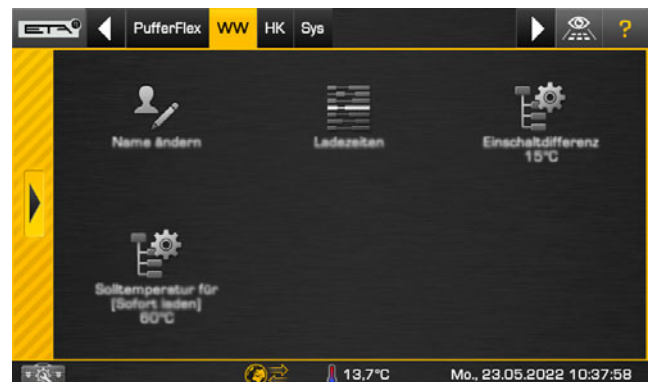 ETA
PufferFlex WW HK Sys ?
Name ändern
Ladezeiten
Einschaltdifferenz
15°C
Solltemperatur für
[Sofort laden]
60°C
13,7°C
Mo., 23.05.2022 10:37:58